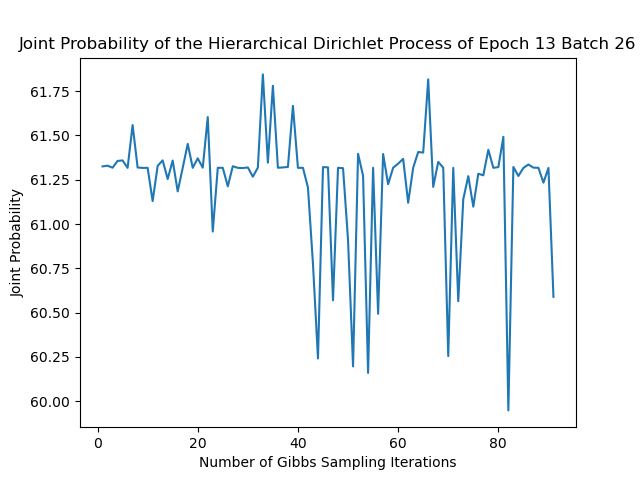 Joint Probability of the Hierarchical Dirichlet Process of Epoch 13 Batch 26
61.75
61.50
61.25
61.00
60.75
60.50
60.25
60.00
Joint Probability
0 20 40 60 80
Number of Gibbs Sampling Iterations